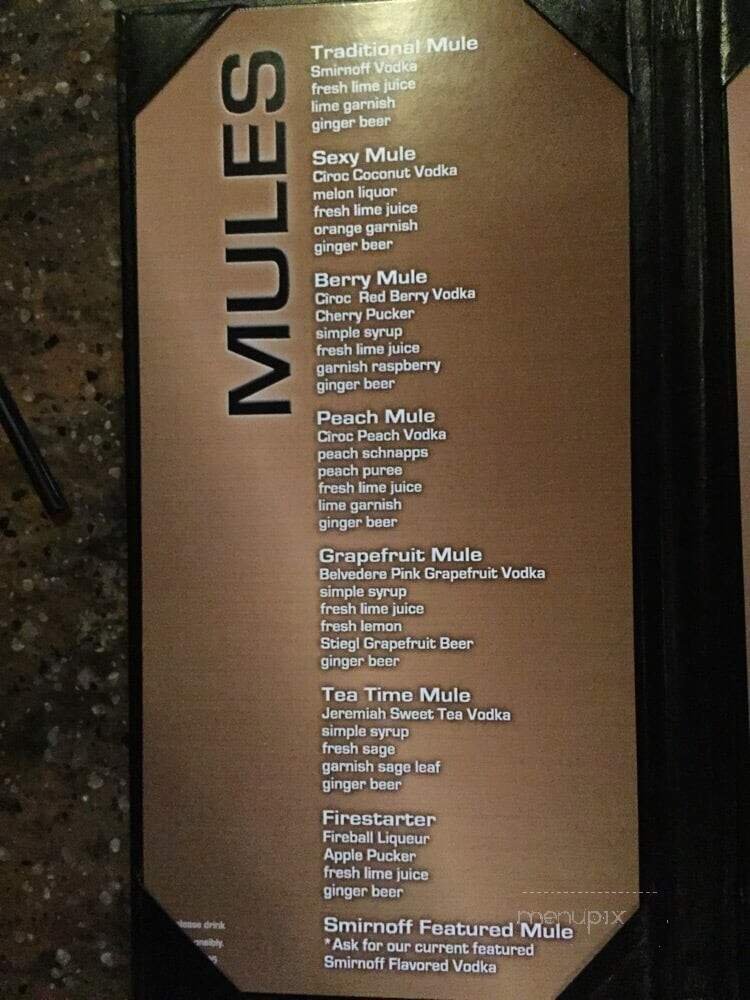 MULES
Traditional Mule
Smirnoff Vodka
fresh lime juice
lime garnish
ginger beer
Sexy Mule
Cîroc Coconut Vodka
melon liquor
fresh lime juice
orange garnish
ginger beer
Berry Mule
Cîroc Red Berry Vodka
Cherry Pucker
simple syrup
fresh lime juice
garnish raspberry
ginger beer
Peach Mule
Cîroc Peach Vodka
peach schnapps
peach puree
fresh lime juice
lime garnish
ginger beer
Grapefruit Mule
Belvedere Pink Grapefruit Vodka
simple syrup
fresh lime juice
fresh lemon
Stiegl Grapefruit Beer
ginger beer
Tea Time Mule
Jeremiah Sweet Tea Vodka
simple syrup
fresh sage
garnish sage leaf
ginger beer
Firestarter
Fireball Liqueur
Apple Pucker
fresh lime juice
ginger beer
Smirnoff Featured Mule
*Ask for our current featured
Smirnoff Flavored Vodka
please drink
menupix